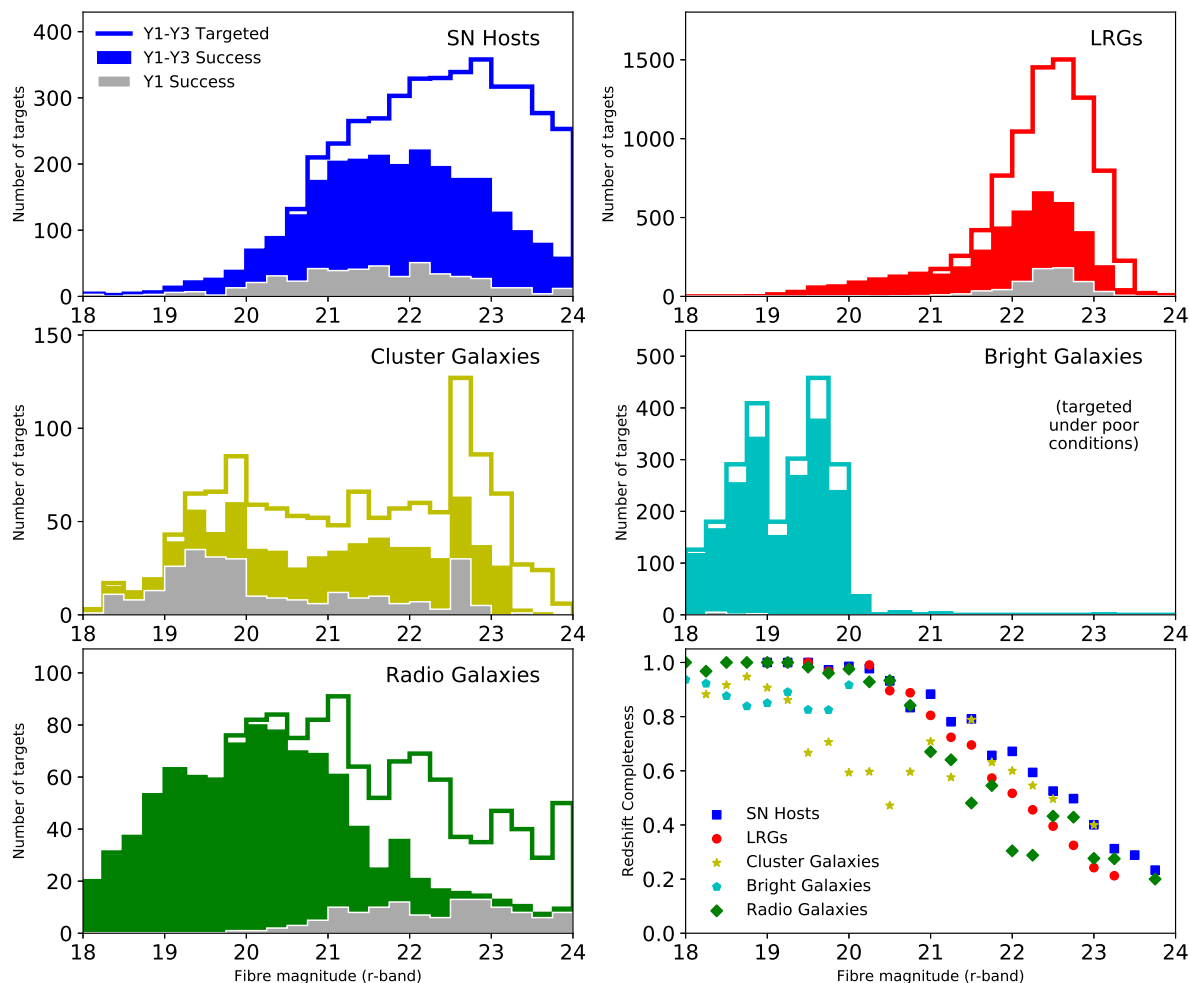 SN Hosts
Y1-Y3 Targeted
Y1-Y3 Success
Y1 Success
Number of targets
400
300
200
100
0
18 19 20 21 22 23 24
LRGs
Number of targets
1500
1000
500
0
18 19 20 21 22 23 24
Cluster Galaxies
Number of targets
150
100
50
0
18 19 20 21 22 23 24
Bright Galaxies
(targeted
under poor
conditions)
Number of targets
500
400
300
200
100
0
18 19 20 21 22 23 24
Radio Galaxies
Number of targets
100
80
60
40
20
0
18 19 20 21 22 23 24
Fibre magnitude (r-band)
Redshift Completeness
1.0
0.8
0.6
0.4
0.2
0.0
SN Hosts
LRGs
Cluster Galaxies
Bright Galaxies
Radio Galaxies
18 19 20 21 22 23 24
Fibre magnitude (r-band)